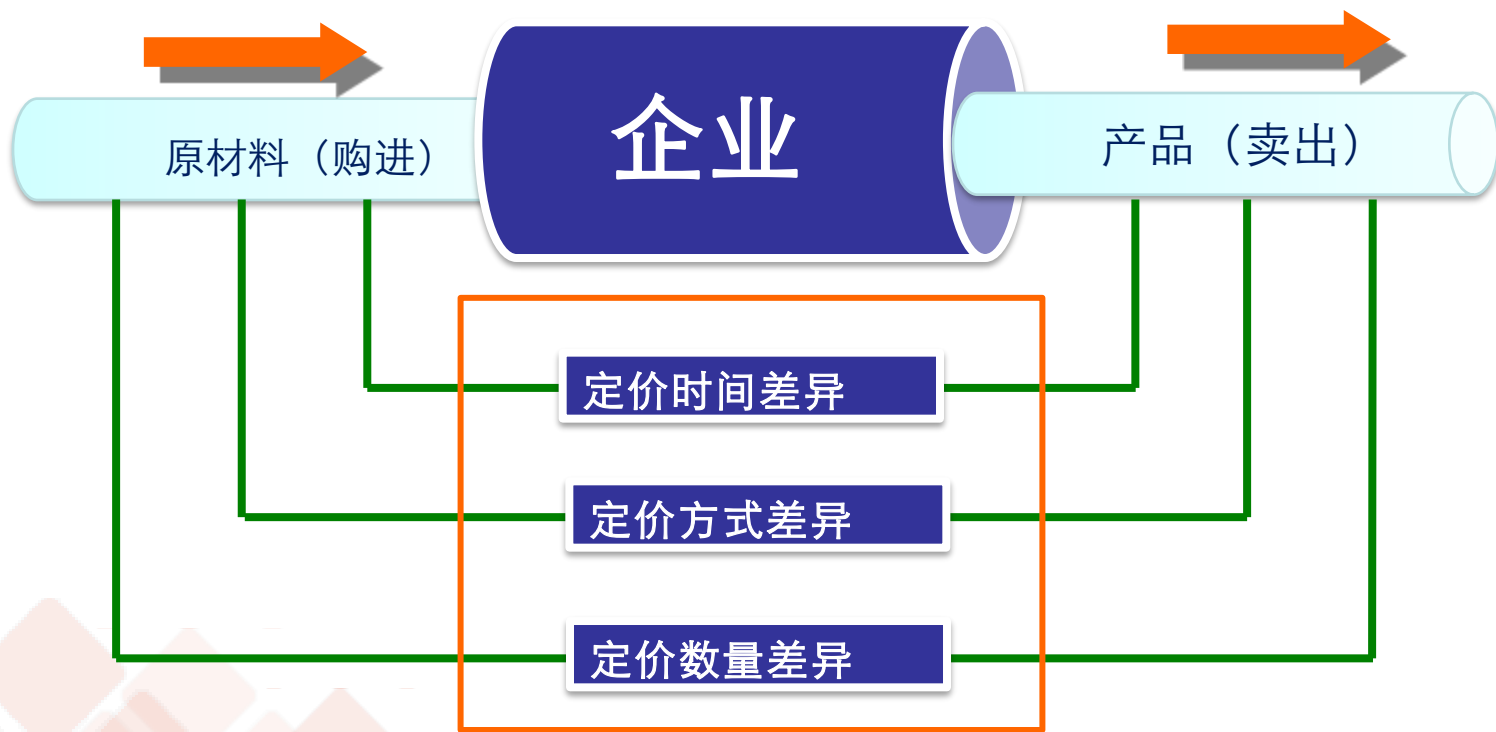 企业
原材料（购进）
产品（卖出）
定价时间差异
定价方式差异
定价数量差异